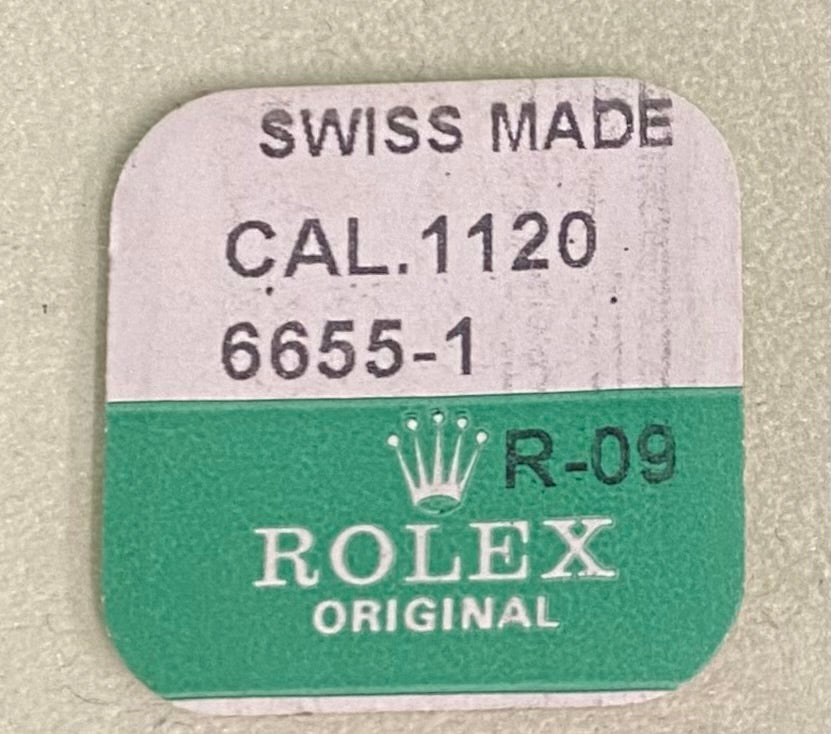 SWISS MADE
CAL.1120
6655-1
R-09
ROLEX
ORIGINAL